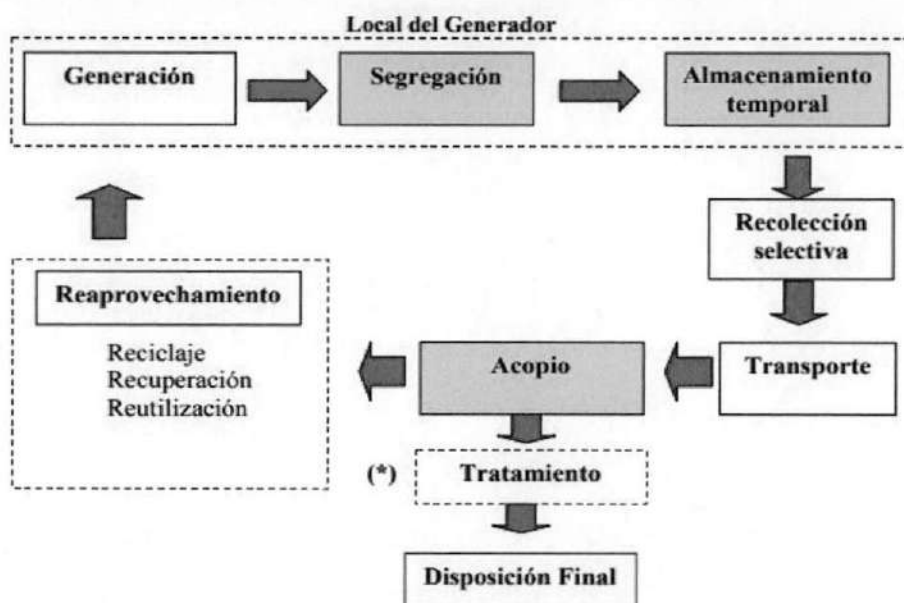 Local del Generador
Generación
Segregación
Almacenamiento
temporal
Recolección
selectiva
Transporte
Acopio
Reaprovechamiento
Reciclaje
Recuperación
Reutilización
(*) Tratamiento
Disposición Final